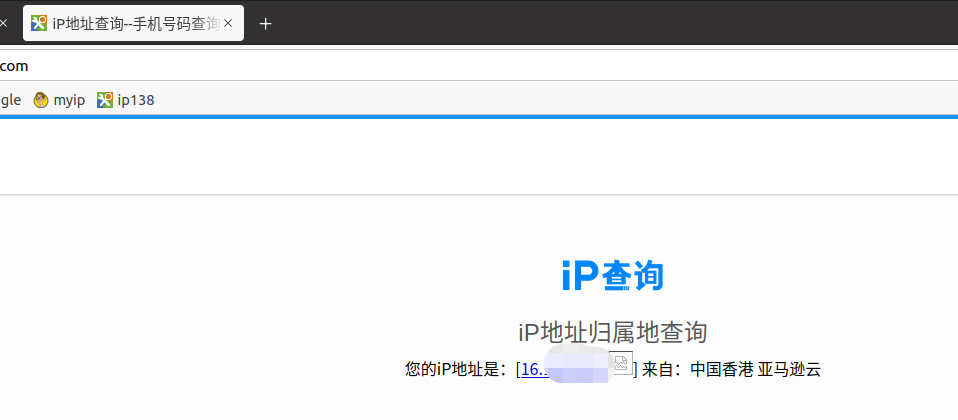 iP地址查询--手机号码查询
com
gle myip ip138
iP查询
iP地址归属地查询
您的iP地址是：[16. ] 来自：中国香港 亚马逊云